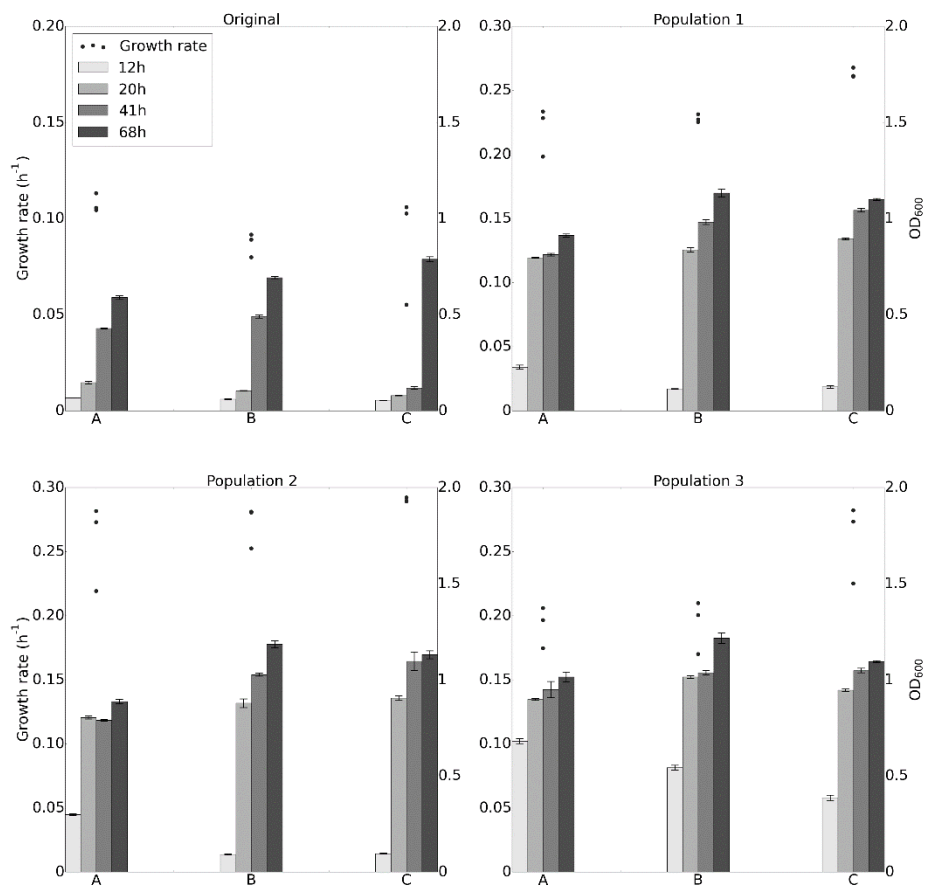 Original
Population 1
0.20
0.15
0.10
0.05
0
Growth rate (h⁻¹)
Growth rate
12h
20h
41h
68h
2.0
1.5
1
0.5
0
A
B
C
0.30
0.25
0.20
0.15
0.10
0.05
0
2.0
1.5
1
0.5
0
OD₆₀₀
A
B
C
Population 2
Population 3
0.30
0.25
0.20
0.15
0.10
0.05
0
Growth rate (h⁻¹)
2.0
1.5
1
0.5
0
A
B
C
0.30
0.25
0.20
0.15
0.10
0.05
0
2.0
1.5
1
0.5
0
OD₆₀₀
A
B
C